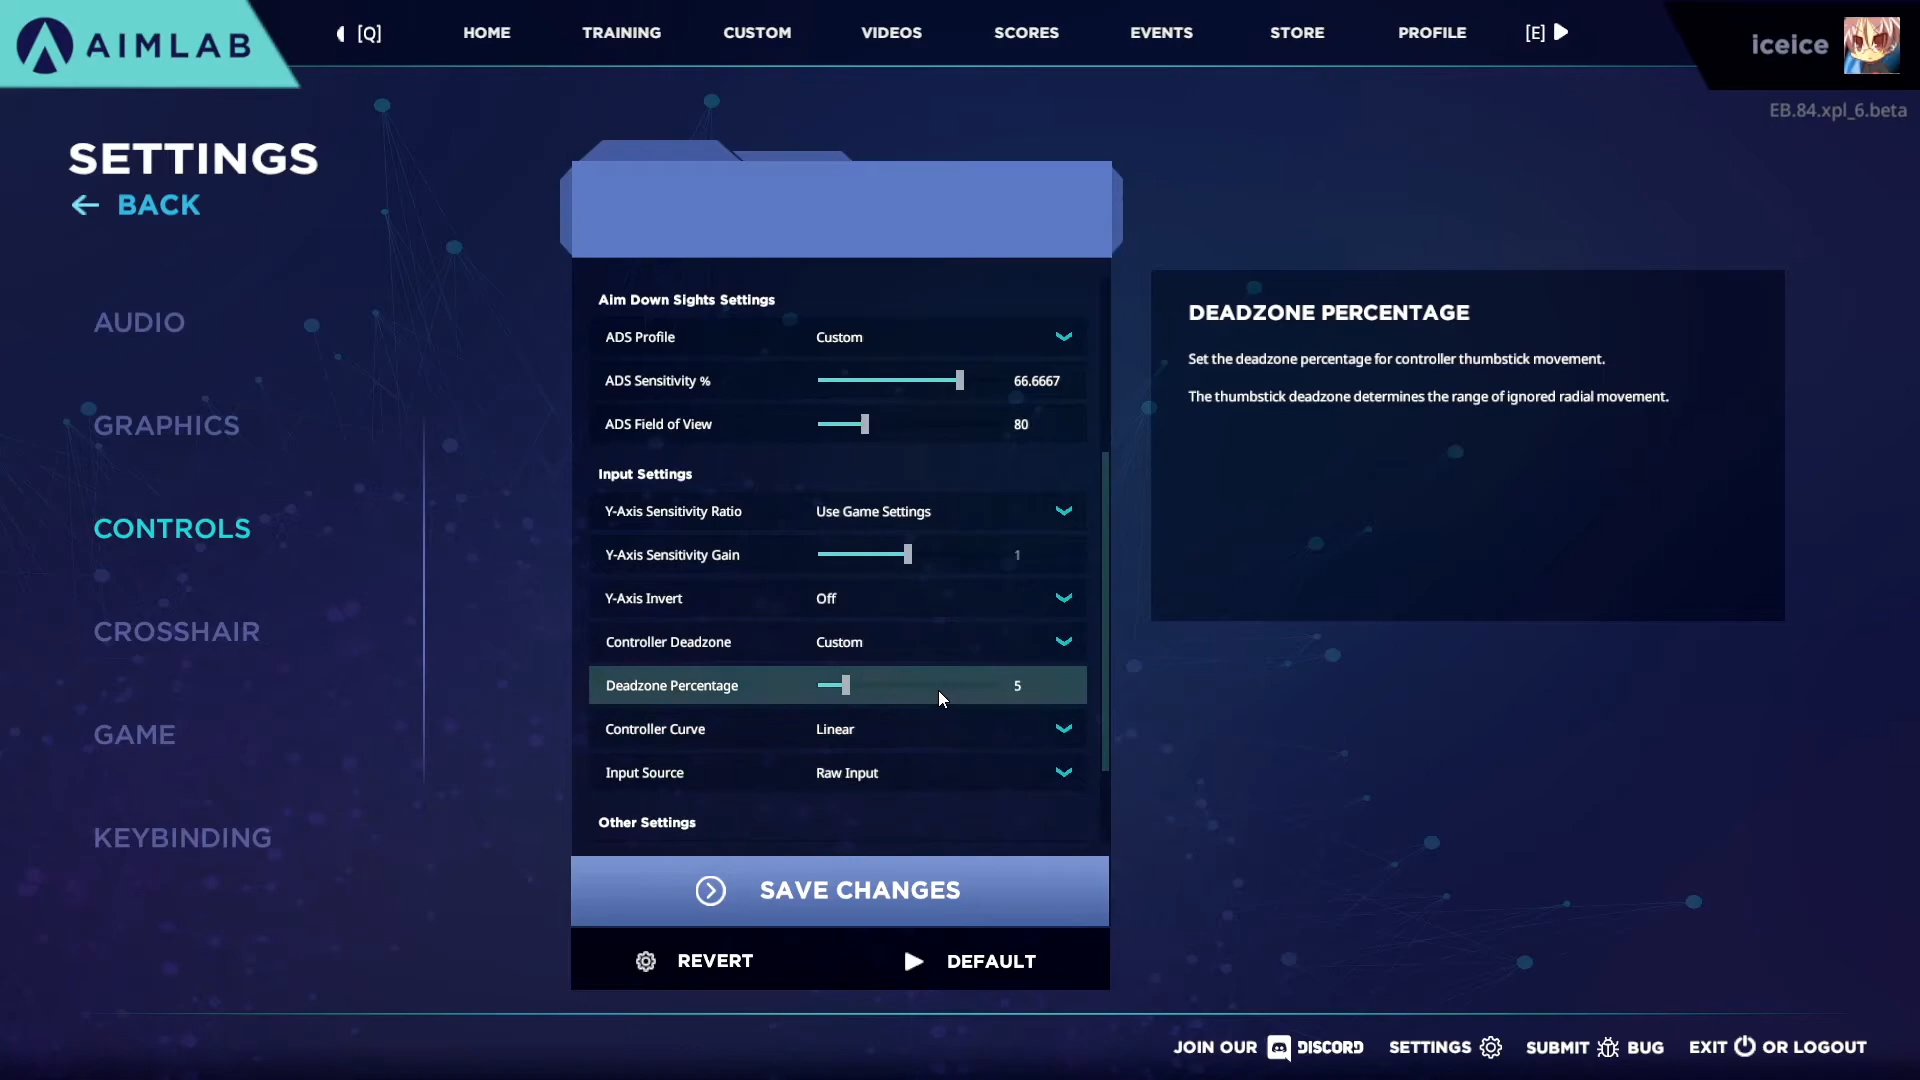 AIMLAB
[Q]
HOME
TRAINING
CUSTOM
VIDEOS
SCORES
EVENTS
STORE
PROFILE
[E]
iceice
EB.84.xpl_6.beta
SETTINGS
← BACK
AUDIO
GRAPHICS
CONTROLS
CROSSHAIR
GAME
KEYBINDING
Aim Down Sights Settings
ADS Profile Custom
ADS Sensitivity % 66.6667
ADS Field of View 80
Input Settings
Y-Axis Sensitivity Ratio Use Game Settings
Y-Axis Sensitivity Gain 1
Y-Axis Invert Off
Controller Deadzone Custom
Deadzone Percentage 5
Controller Curve Linear
Input Source Raw Input
Other Settings
SAVE CHANGES
REVERT
DEFAULT
DEADZONE PERCENTAGE
Set the deadzone percentage for controller thumbstick movement.
The thumbstick deadzone determines the range of ignored radial movement.
JOIN OUR DISCORD
SETTINGS
SUBMIT BUG
EXIT OR LOGOUT